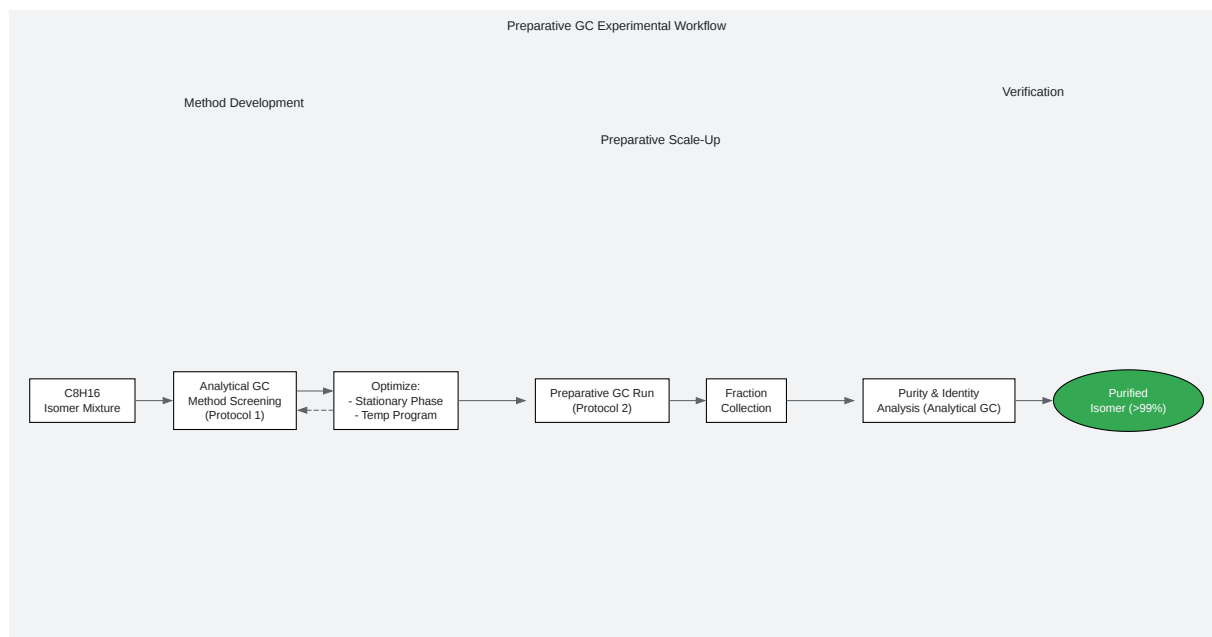 Preparative GC Experimental Workflow
Method Development
Verification
Preparative Scale-Up
C8H16
Isomer Mixture
Analytical GC
Method Screening
(Protocol 1)
Optimize:
- Stationary Phase
- Temp Program
Preparative GC Run
(Protocol 2)
Fraction
Collection
Purity & Identity
Analysis (Analytical GC)
Purified
Isomer (>99%)